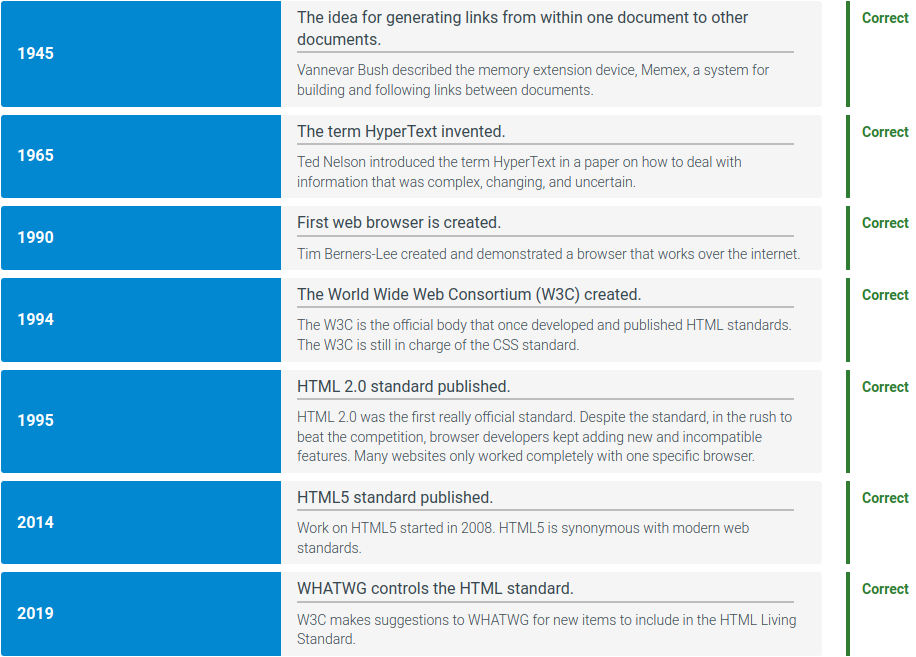 1945
The idea for generating links from within one document to other
documents.
Vannevar Bush described the memory extension device, Memex, a system for
building and following links between documents.
Correct
1965
The term HyperText invented.
Ted Nelson introduced the term HyperText in a paper on how to deal with
information that was complex, changing, and uncertain.
Correct
1990
First web browser is created.
Tim Berners-Lee created and demonstrated a browser that works over the internet.
Correct
1994
The World Wide Web Consortium (W3C) created.
The W3C is the official body that once developed and published HTML standards.
The W3C is still in charge of the CSS standard.
Correct
1995
HTML 2.0 standard published.
HTML 2.0 was the first really official standard. Despite the standard, in the rush to
beat the competition, browser developers kept adding new and incompatible
features. Many websites only worked completely with one specific browser.
Correct
2014
HTML5 standard published.
Work on HTML5 started in 2008. HTML5 is synonymous with modern web
standards.
Correct
2019
WHATWG controls the HTML standard.
W3C makes suggestions to WHATWG for new items to include in the HTML Living
Standard.
Correct